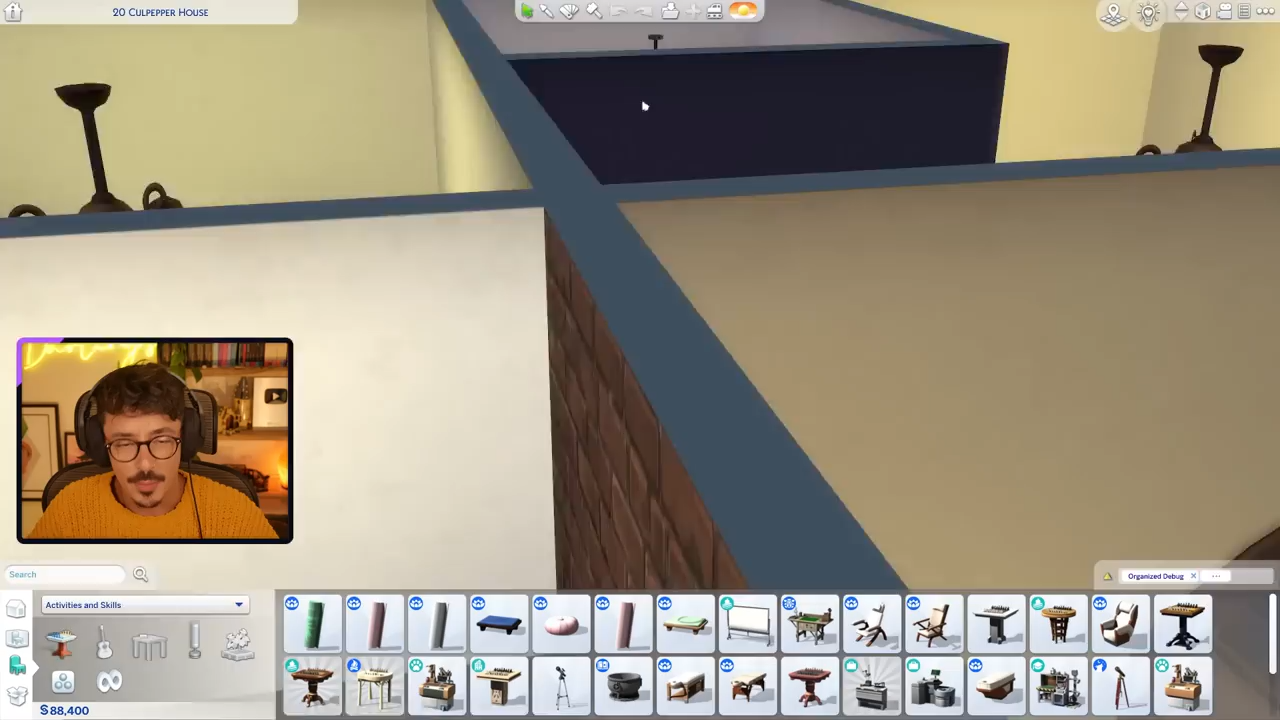 20 Culpepper House
Search
Organized Debug
Activities and Skills
§88,400